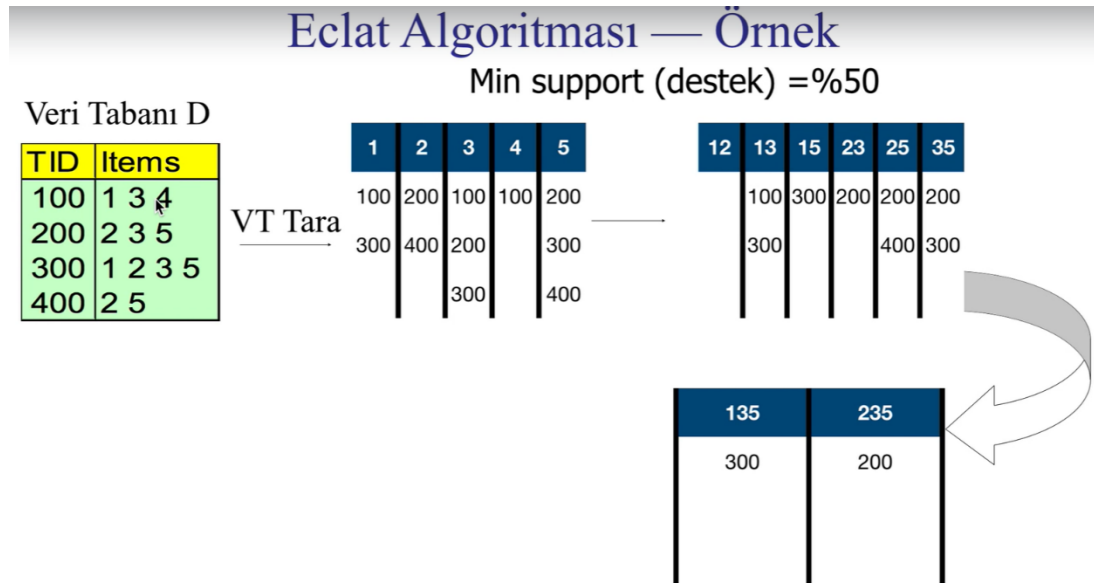 Eclat Algoritması — Örnek
Min support (destek) =%50
Veri Tabanı D
TID Items
100 1 3 4
200 2 3 5
300 1 2 3 5
400 2 5
VT Tara
1 2 3 4 5
100 200 100 100 200
300 400 200 300
300 400
12 13 15 23 25 35
100 300 200 200 200
300 400 300
135 235
300 200